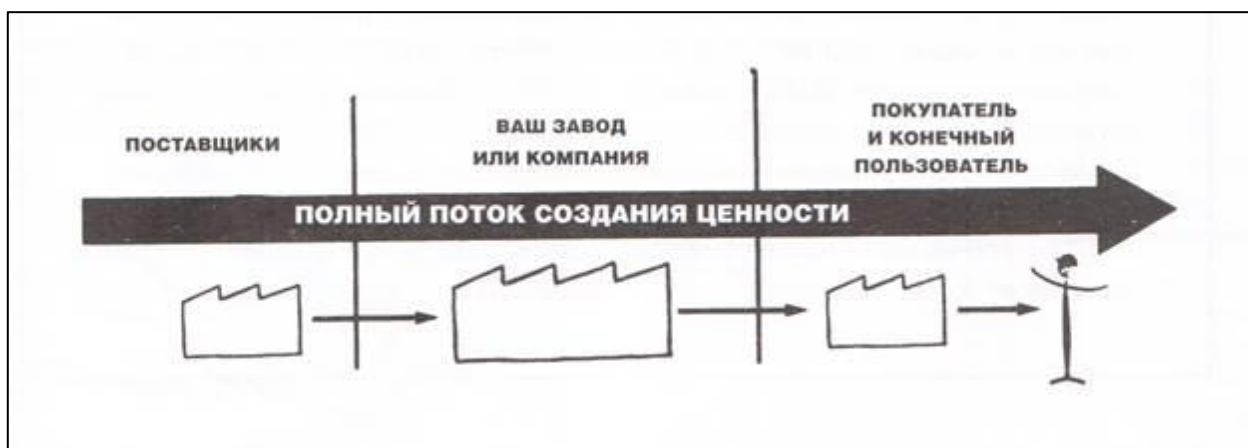 ПОСТАВЩИКИ
ВАШ ЗАВОД
ИЛИ КОМПАНИЯ
ПОКУПАТЕЛЬ
И КОНЕЧНЫЙ
ПОЛЬЗОВАТЕЛЬ
ПОЛНЫЙ ПОТОК СОЗДАНИЯ ЦЕННОСТИ